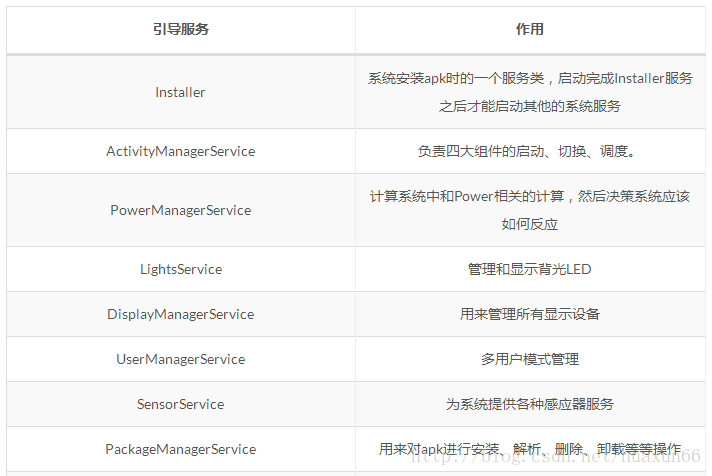 引导服务 作用
Installer 系统安装apk时的一个服务类，启动完成Installer服务
之后才能启动其他的系统服务
ActivityManagerService 负责四大组件的启动、切换、调度。
PowerManagerService 计算系统中和Power相关的计算，然后决策系统应该
如何反应
LightsService 管理和显示背光LED
DisplayManagerService 用来管理所有显示设备
UserManagerService 多用户模式管理
SensorService 为系统提供各种感应器服务
PackageManagerService 用来对apk进行安装、解析、删除、卸载等等操作
http://blog.csdn.net/huaxun66